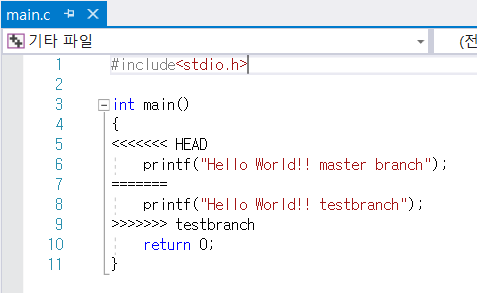 main.c
기타 파일 (전
1 #include<stdio.h>
2
3 int main()
4 {
5 <<<<<<< HEAD
6 printf("Hello World!! master branch");
7 =======
8 printf("Hello World!! testbranch");
9 >>>>>>> testbranch
10 return 0;
11 }